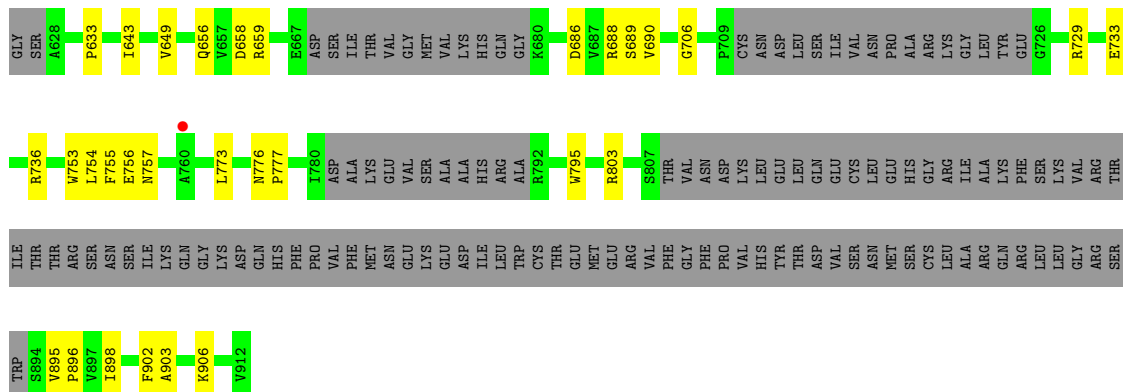 GLY SER A628 P633 I643 V649 Q656 V657 D658 R659 E667 ASP SER ILE THR VAL GLY MET VAL LYS HIS GLN GLY K680 D686 V687 R688 S689 V690 G706 P709 CYS ASN ASP LEU SER ILE VAL ASN PRO ALA ARG LYS GLY LEU TYR GLU G726 R729 E733
R736 W753 L754 F755 E756 N757 A760 L773 N776 P777 I780 ASP ALA LYS GLU VAL SER ALA ALA HIS ARG ALA R792 W795 R803 S807 THR VAL ASN ASP LYS LEU GLU LEU GLN GLU CYS LEU GLU HIS GLY ARG ILE ALA LYS PHE SER LYS VAL ARG THR
ILE THR THR ARG SER ASN SER ILE LYS GLN GLY LYS ASP GLN HIS PHE PRO VAL PHE MET ASN GLU LYS GLU ASP ILE LEU TRP CYS THR GLU MET GLU ARG VAL PHE GLY PHE PRO VAL HIS TYR THR ASP VAL SER ASN MET SER CYS LEU ALA ARG GLN ARG LEU LEU GLY ARG SER
TRP S894 V895 P896 V897 I898 F902 A903 K906 V912